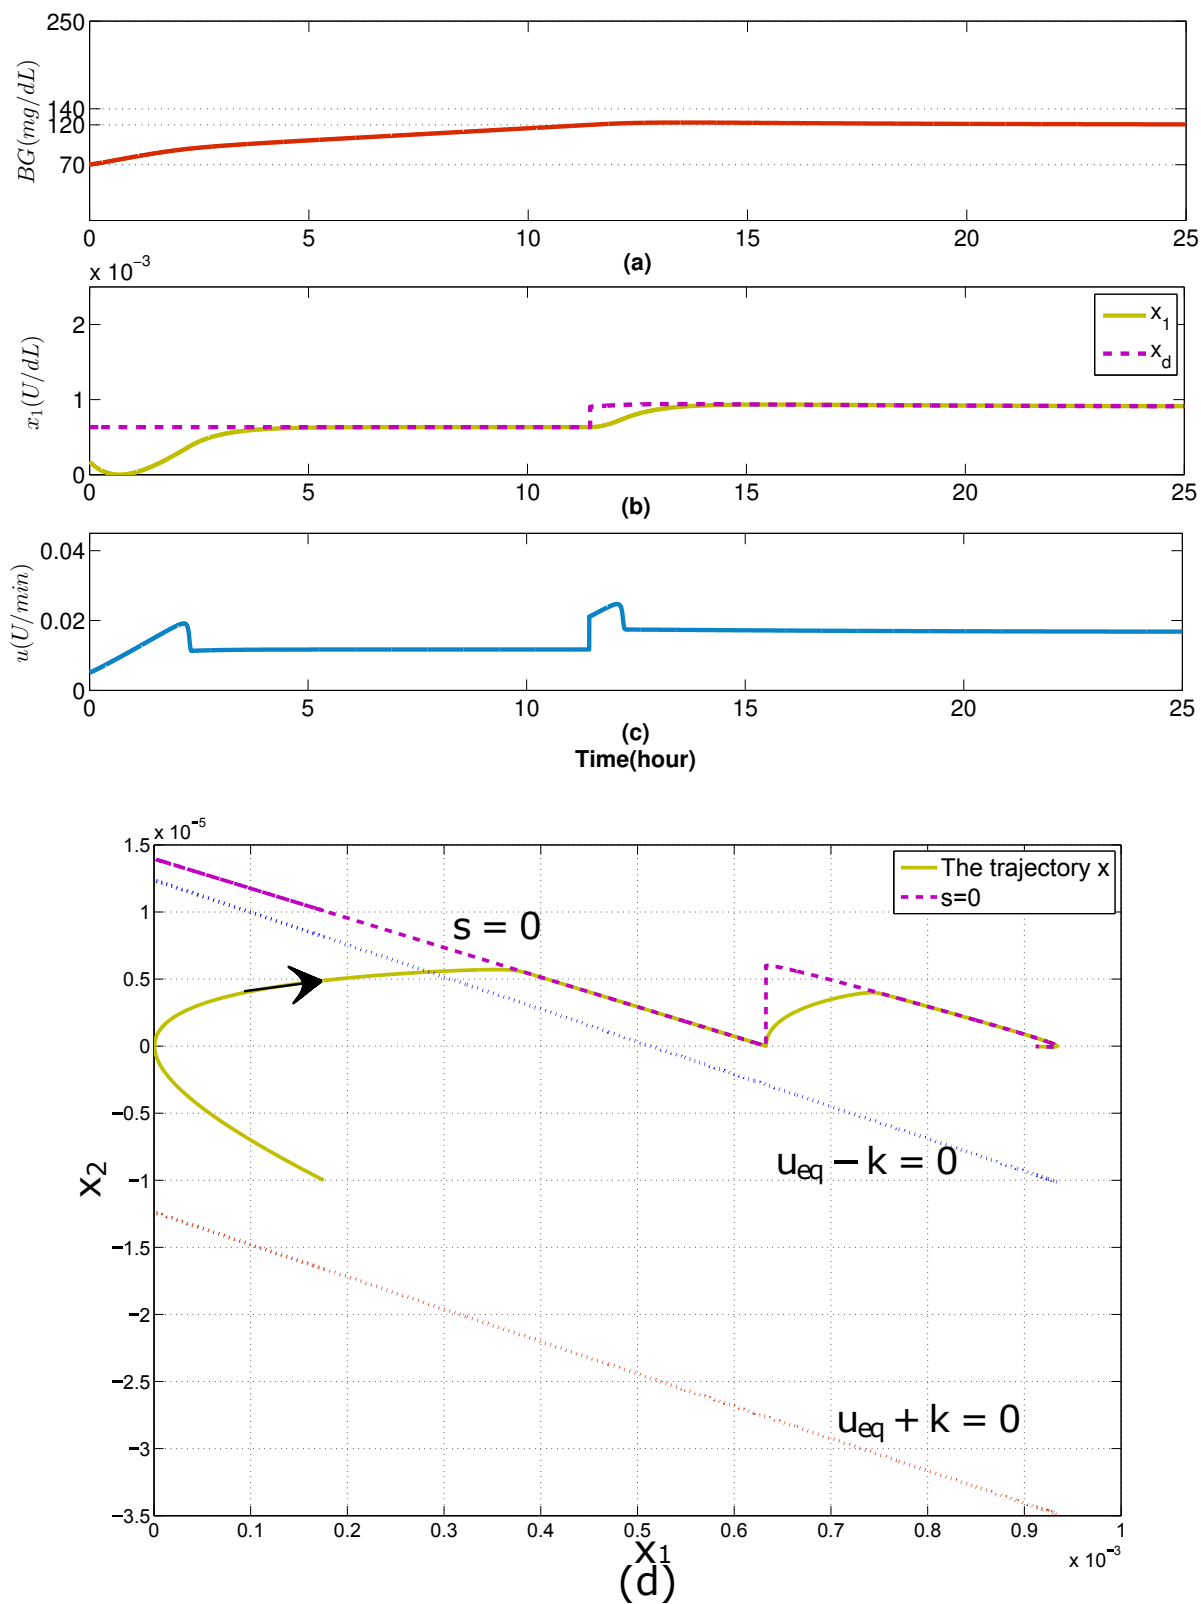 250
140
120
70
BG(mg/dL)
0 5 10 15 20 25
(a)
x 10⁻³
2
1
0
x₁(U/dL)
x₁
x_d
0 5 10 15 20 25
(b)
0.04
0.02
0
u(U/min)
0 5 10 15 20 25
(c)
Time(hour)
x 10⁻⁵
1.5
1
0.5
0
−0.5
−1
−1.5
−2
−2.5
−3
−3.5
x₂
The trajectory x
s=0
s = 0
u_eq − k = 0
u_eq + k = 0
0 0.1 0.2 0.3 0.4 0.5 0.6 0.7 0.8 0.9 1
x₁
x 10⁻³
(d)